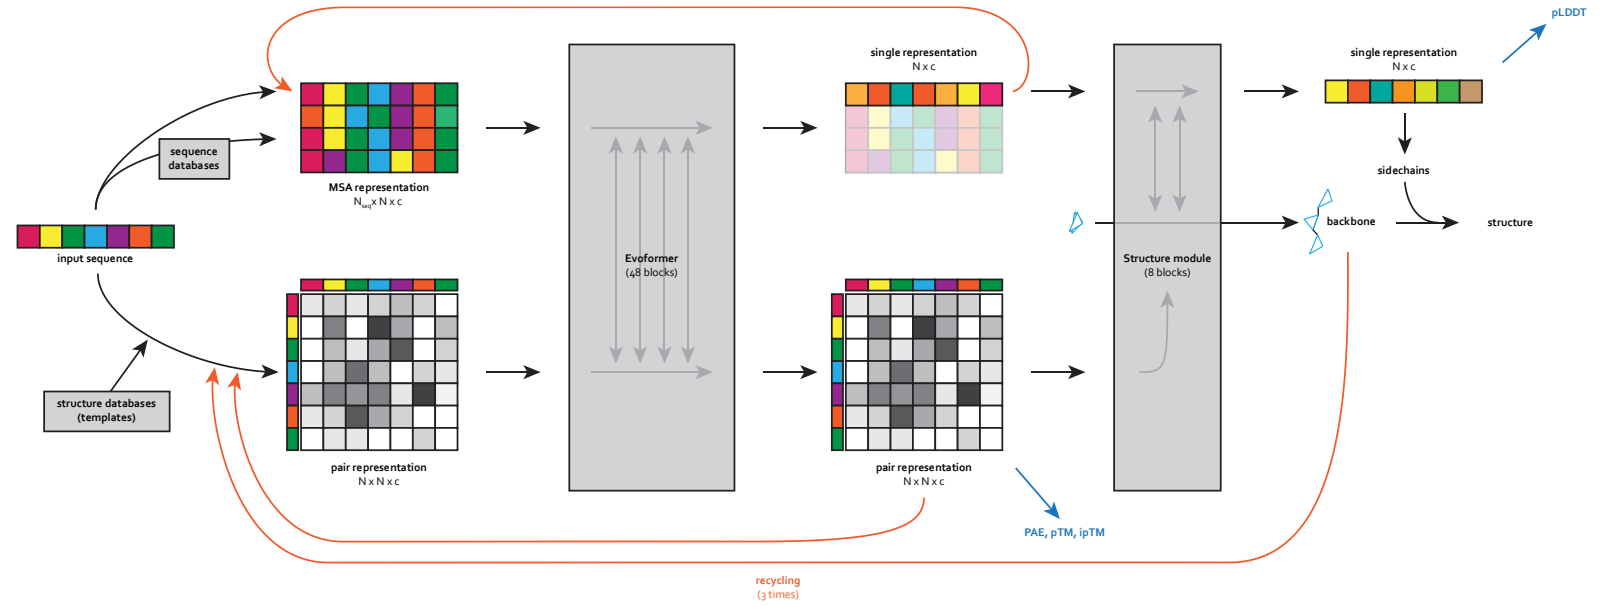 pLDDT
single representation
N x c
single representation
N x c
sequence
databases
MSA representation
Nseq x N x c
sidechains
input sequence
backbone
structure
Evoformer
(48 blocks)
Structure module
(8 blocks)
structure databases
(templates)
pair representation
N x N x c
pair representation
N x N x c
PAE, pTM, ipTM
recycling
(3 times)